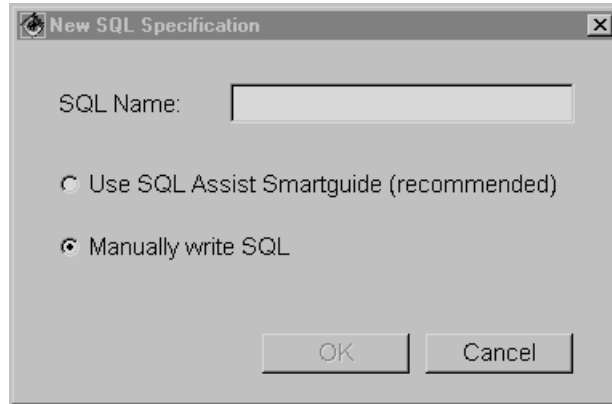 New SQL Specification
SQL Name:
Use SQL Assist Smartguide (recommended)
Manually write SQL
OK Cancel